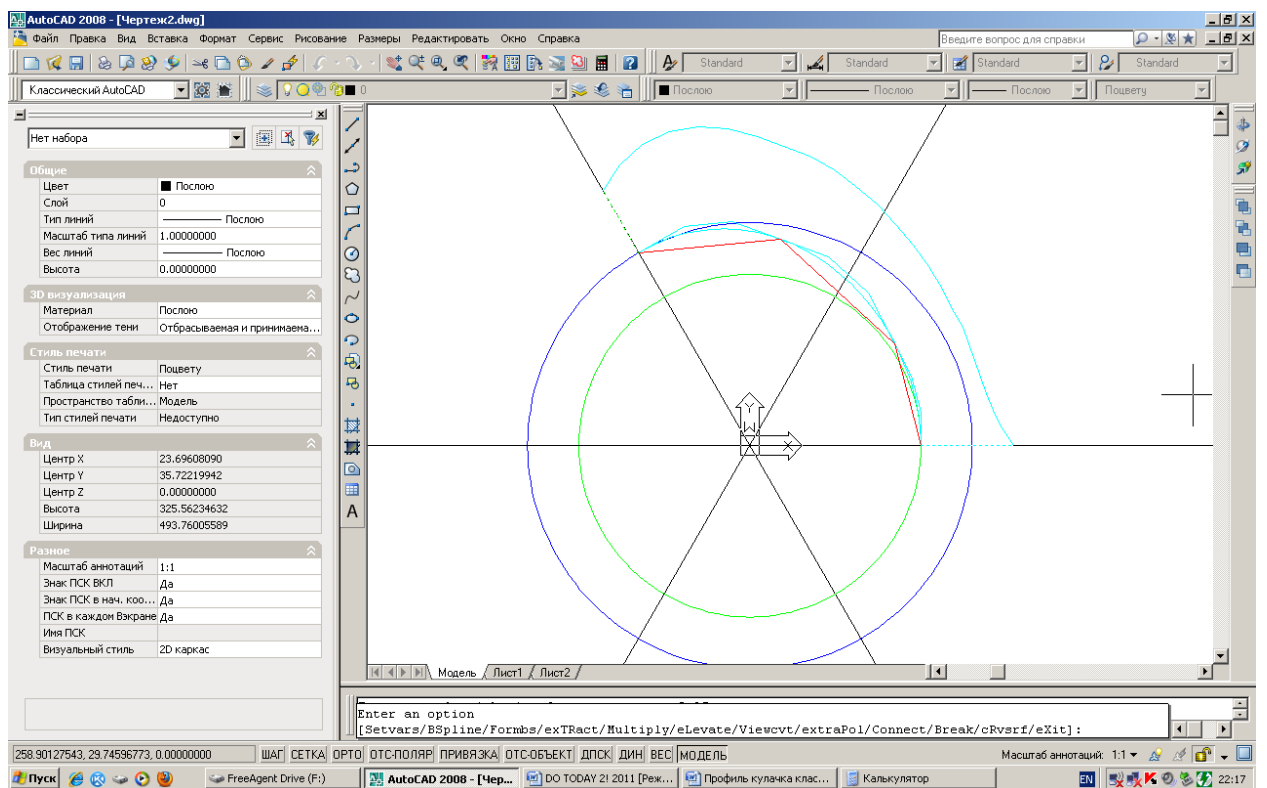 AutoCAD 2008 - [Чертеж2.dwg]
Файл Правка Вид Вставка Формат Сервис Рисование Размеры Редактировать Окно Справка
Введите вопрос для справки
Standard Standard Standard Standard
Классический AutoCAD 0 Послою Послою Послою Поцвету
Нет набора
Общие
Цвет Послою
Слой 0
Тип линий Послою
Масштаб типа линий 1.00000000
Вес линий Послою
Высота 0.00000000
3D визуализация
Материал Послою
Отображение тени Отбрасываемая и принимаема...
Стиль печати
Стиль печати Поцвету
Таблица стилей печ... Нет
Пространство табли... Модель
Тип стилей печати Недоступно
Вид
Центр X 23.69608090
Центр Y 35.72219942
Центр Z 0.00000000
Высота 325.56234632
Ширина 493.76005589
Разное
Масштаб аннотаций 1:1
Знак ПСК ВКЛ Да
Знак ПСК в нач. коо... Да
ПСК в каждом Вэкране Да
Имя ПСК
Визуальный стиль 2D каркас
Y
W
X
A
Модель Лист1 Лист2
Enter an option
[Setvars/BSpline/Formbs/exTRact/Multiply/eLevate/Viewcvt/extraPol/Connect/Break/cRvsrf/eXit]:
258.90127543, 29.74596773, 0.00000000 ШАГ СЕТКА ОРТО ОТС-ПОЛЯР ПРИВЯЗКА ОТС-ОБЪЕКТ ДПСК ДИН ВЕС МОДЕЛЬ Масштаб аннотаций: 1:1
Пуск FreeAgent Drive (F:) AutoCAD 2008 - [Чер... DO TODAY 2! 2011 [Реж... Профиль кулачка клас... Калькулятор EN 22:17